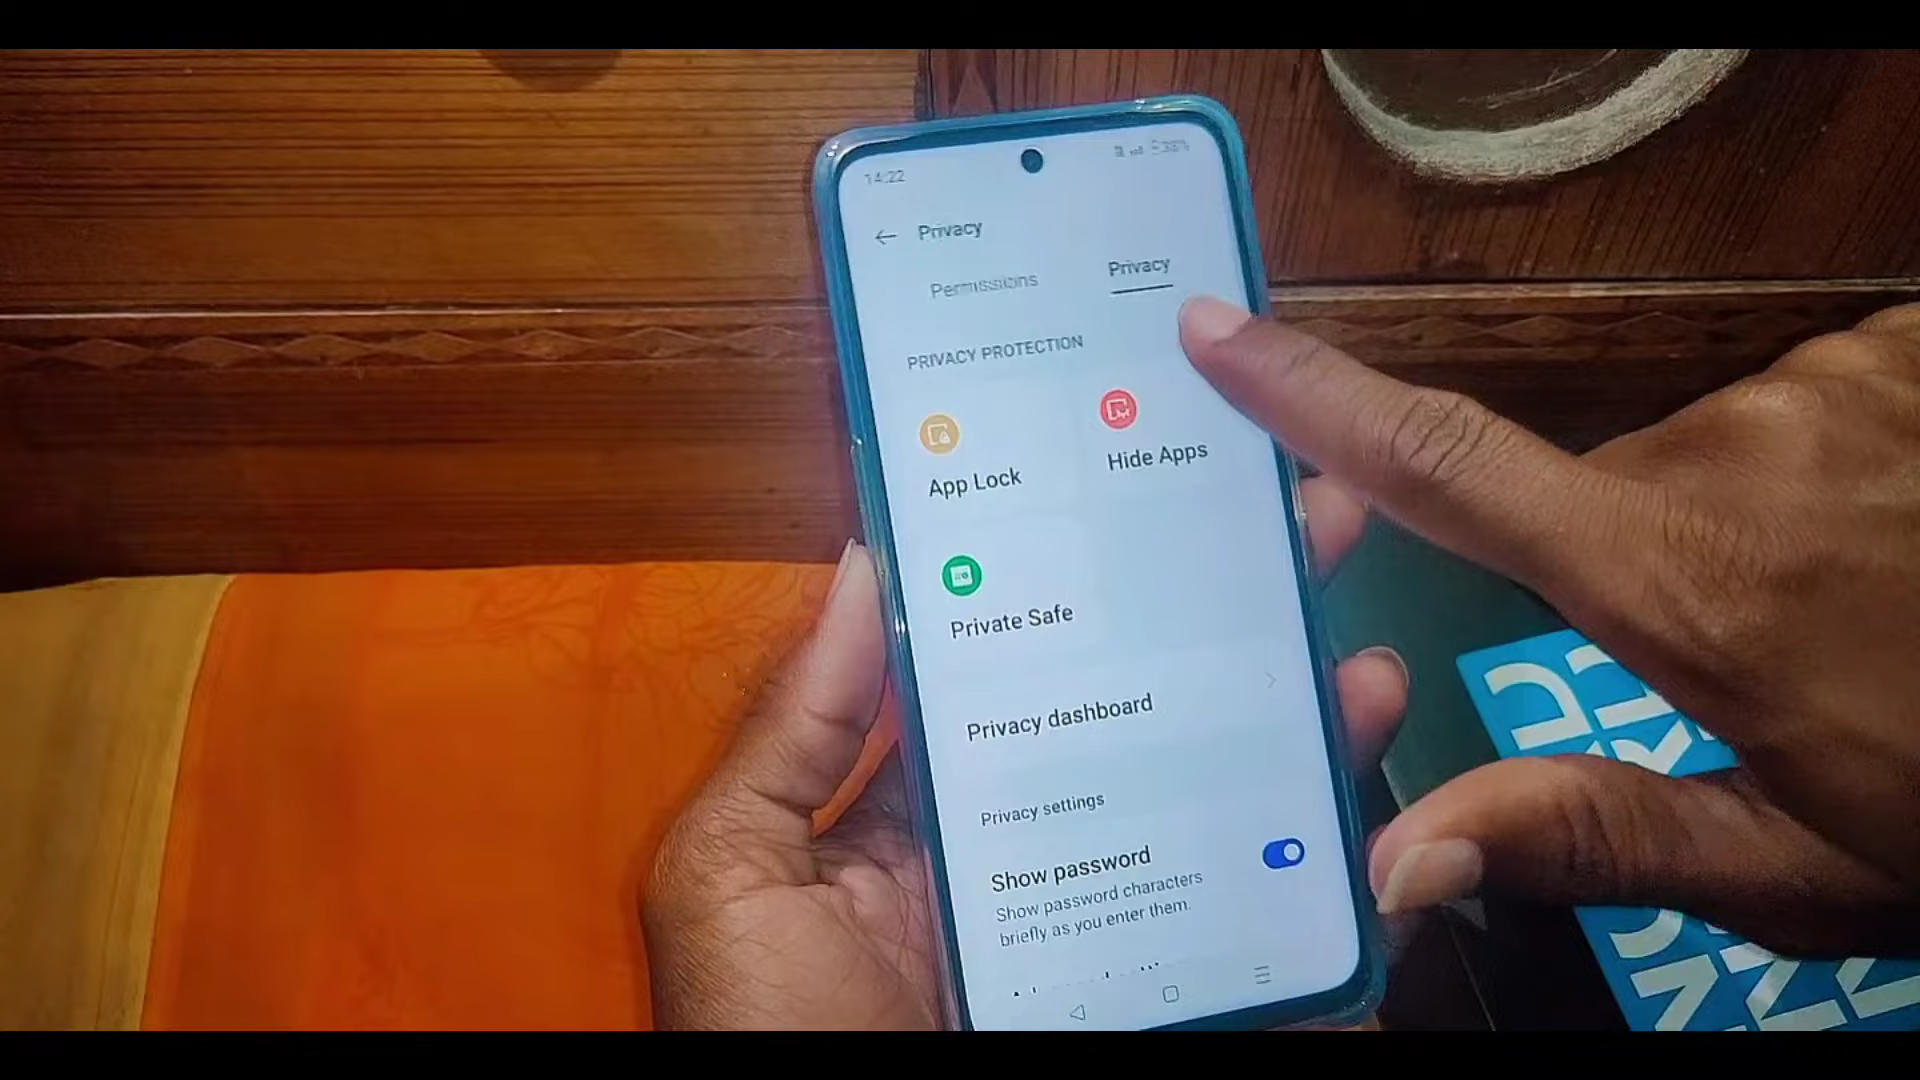 14:22
Privacy
Permissions
Privacy
PRIVACY PROTECTION
App Lock
Hide Apps
Private Safe
Privacy dashboard
Privacy settings
Show password
Show password characters
briefly as you enter them.